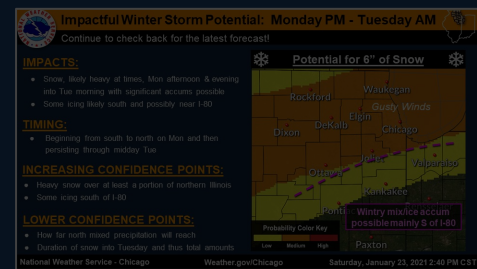 Impactful Winter Storm Potential: Monday PM - Tuesday AM
Continue to check back for the latest forecast!
IMPACTS:
● Snow, likely heavy at times, Mon afternoon & evening
into Tue morning with significant accums possible
● Some icing likely south and possibly near I-80
TIMING:
● Beginning from south to north on Mon and then
persisting through midday Tue
INCREASING CONFIDENCE POINTS:
● Heavy snow over at least a portion of northern Illinois
● Some icing south of I-80
LOWER CONFIDENCE POINTS:
● How far north mixed precipitation will reach
● Duration of snow into Tuesday and thus total amounts
Potential for 6" of Snow
Waukegan
Rockford
Gusty Winds
Elgin
DeKalb
Chicago
Dixon
Joliet
Valparaiso
Ottawa
Kankakee
Ponti
Wintry mix/ice accum
possible mainly S of I-80
Probability Color Key
Low Medium High
Paxton
National Weather Service - Chicago Weather.gov/Chicago Saturday, January 23, 2021 2:40 PM CST